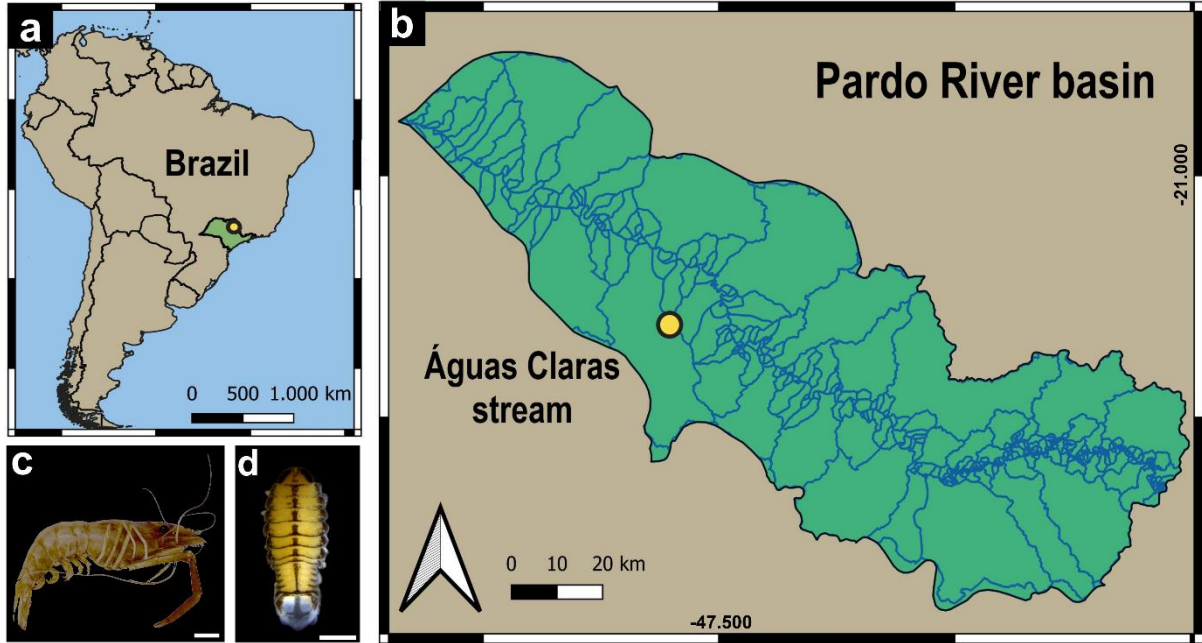 a
Brazil
0 500 1.000 km
b
Pardo River basin
-21.000
Águas Claras
stream
0 10 20 km
-47.500
c
d